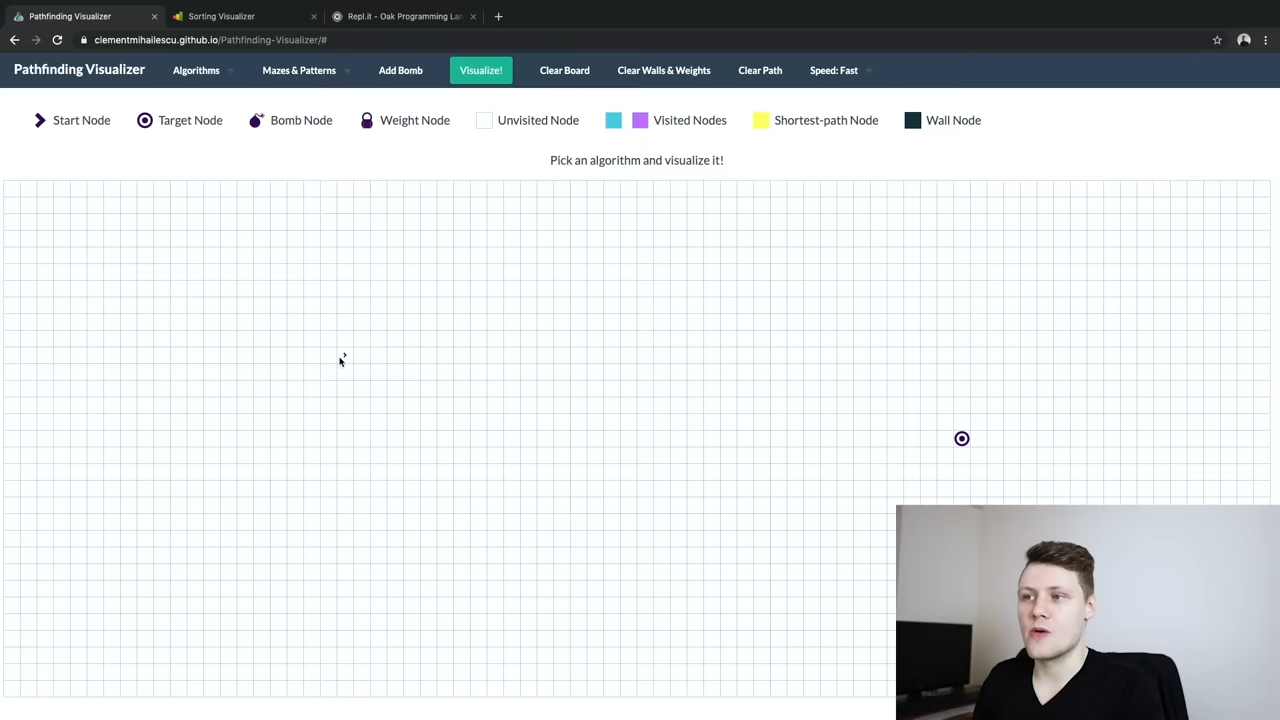 Pathfinding Visualizer
Sorting Visualizer
Repl.it - Oak Programming Lan
clementmihailescu.github.io/Pathfinding-Visualizer/#
Pathfinding Visualizer Algorithms Mazes & Patterns Add Bomb Visualize! Clear Board Clear Walls & Weights Clear Path Speed: Fast
Start Node Target Node Bomb Node Weight Node Unvisited Node Visited Nodes Shortest-path Node Wall Node
Pick an algorithm and visualize it!